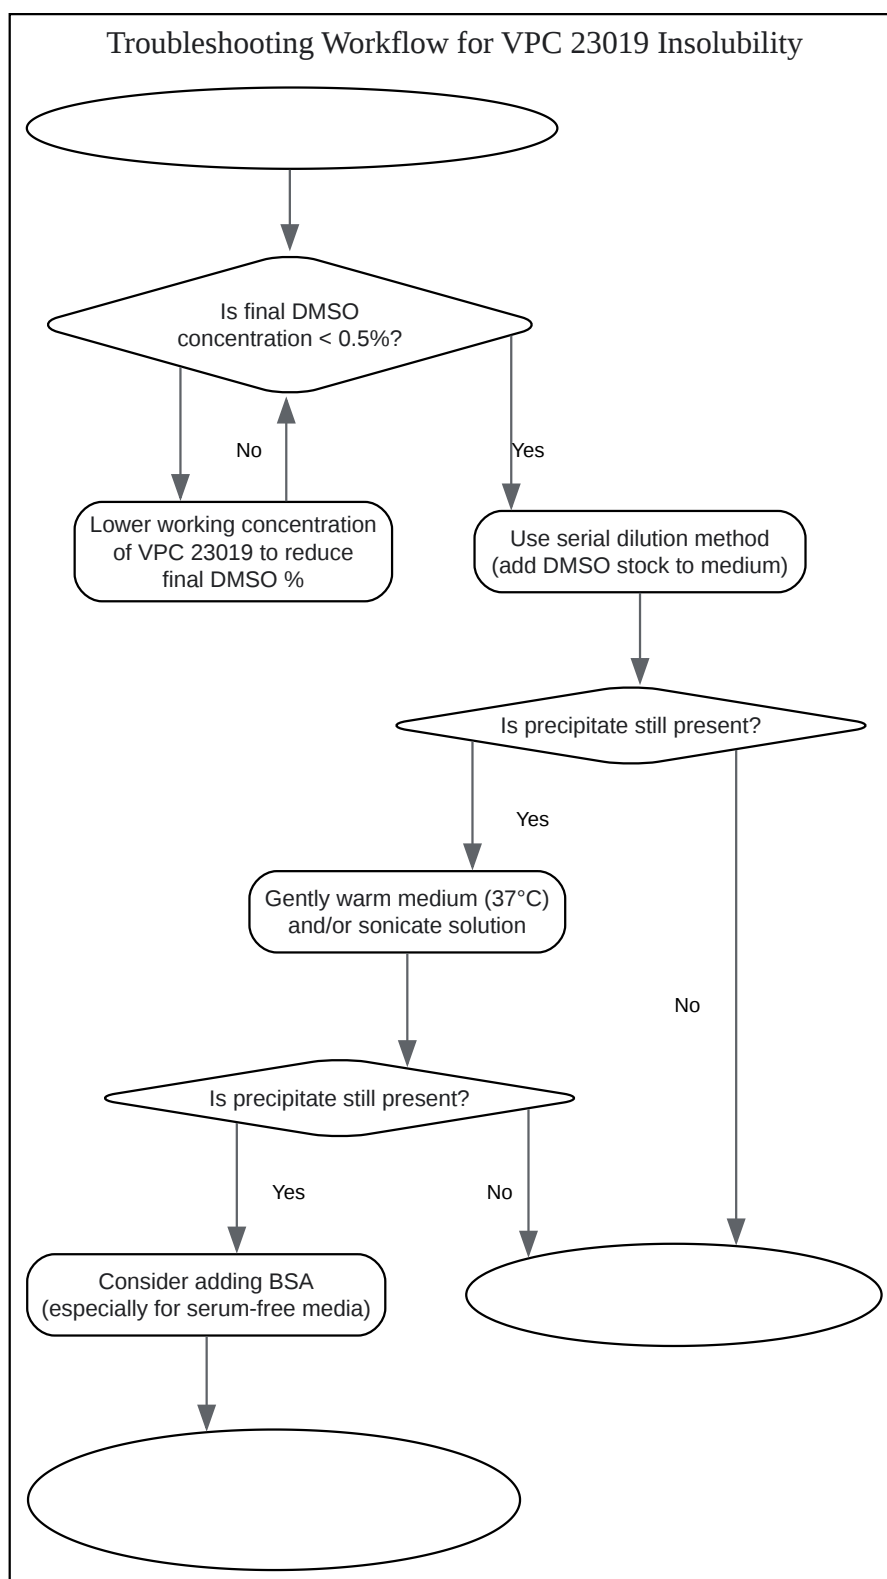 Troubleshooting Workflow for VPC 23019 Insolubility
Is final DMSO
concentration < 0.5%?
No
Yes
Lower working concentration
of VPC 23019 to reduce
final DMSO %
Use serial dilution method
(add DMSO stock to medium)
Is precipitate still present?
Yes
Gently warm medium (37°C)
and/or sonicate solution
No
Is precipitate still present?
Yes
No
Consider adding BSA
(especially for serum-free media)